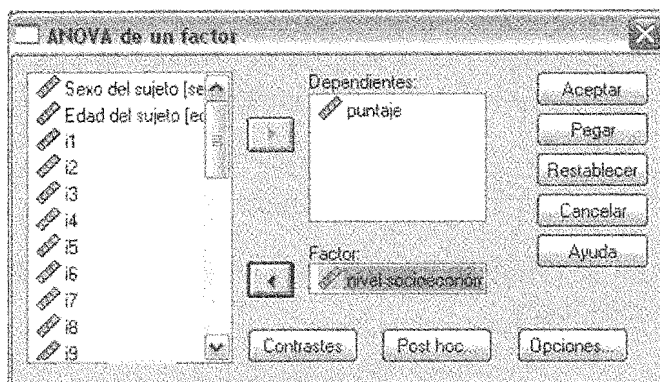 ANOVA de un factor
Sexo del sujeto [se
Edad del sujeto [ec
i1
i2
i3
i4
i5
i6
i7
i8
i9
Dependientes:
puntaje
Factor:
nivel socioeconóm
Aceptar
Pegar
Restablecer
Cancelar
Ayuda
Contrastes
Post hoc...
Opciones...